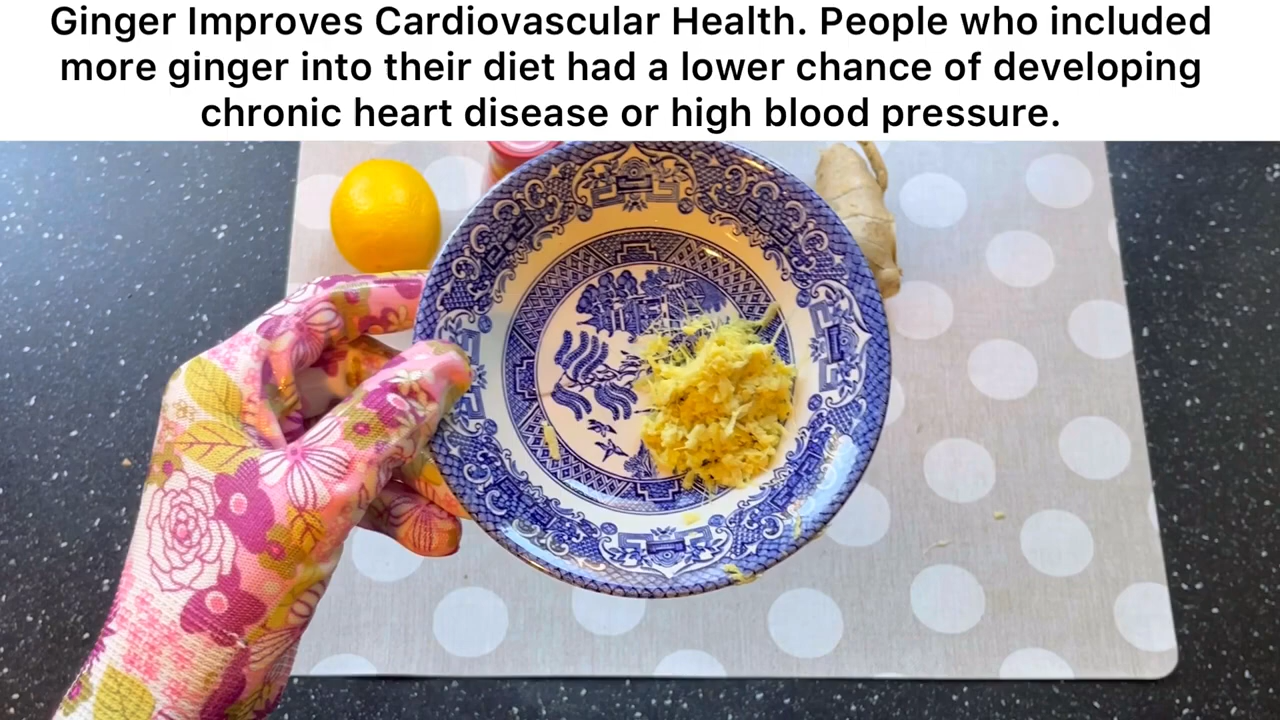 Ginger Improves Cardiovascular Health. People who included
more ginger into their diet had a lower chance of developing
chronic heart disease or high blood pressure.